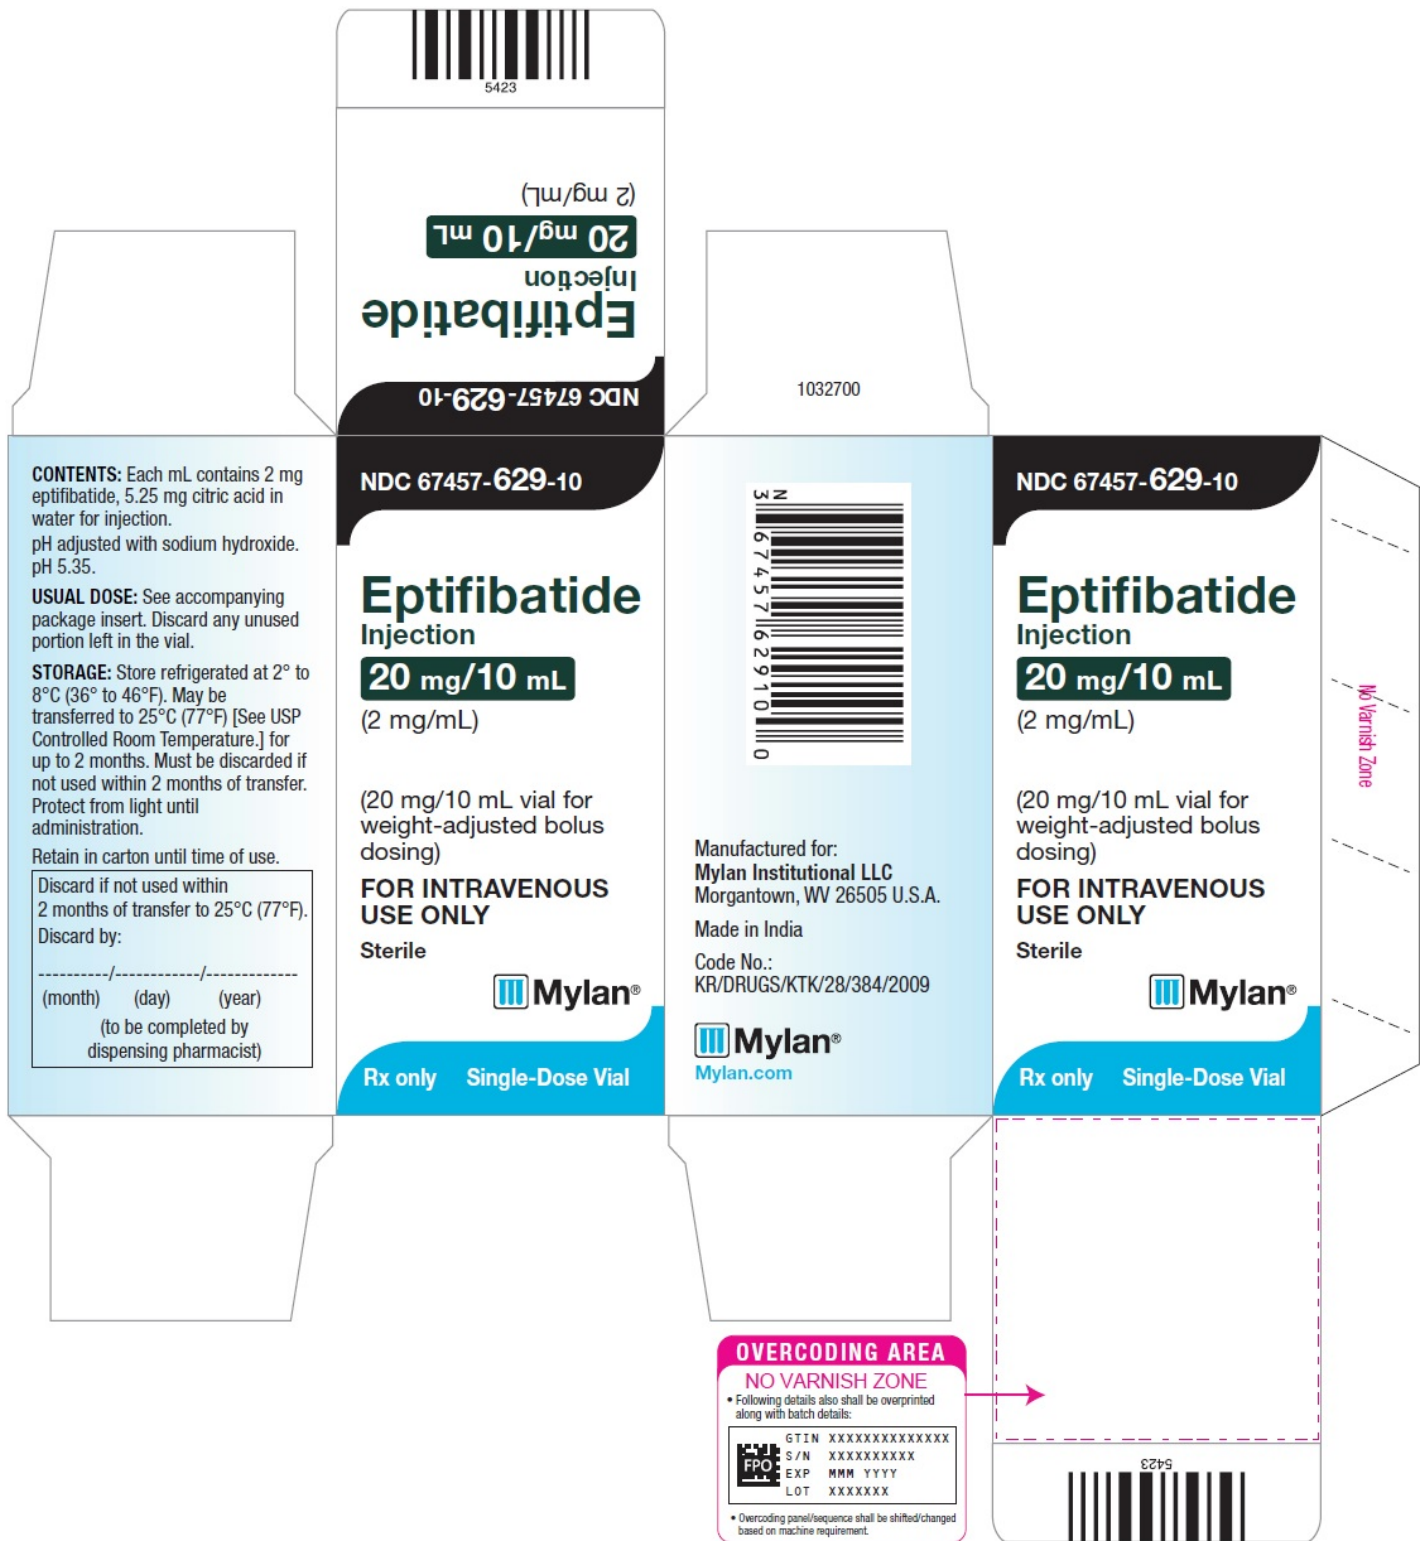 5423
(2 mg/mL)
20 mg/10 mL
Injection
Eptifibatide
NDC 67457-629-10
1032700
CONTENTS: Each mL contains 2 mg
eptifibatide, 5.25 mg citric acid in
water for injection.
pH adjusted with sodium hydroxide.
pH 5.35.
USUAL DOSE: See accompanying
package insert. Discard any unused
portion left in the vial.
STORAGE: Store refrigerated at 2° to
8°C (36° to 46°F). May be
transferred to 25°C (77°F) [See USP
Controlled Room Temperature.] for
up to 2 months. Must be discarded if
not used within 2 months of transfer.
Protect from light until
administration.
Retain in carton until time of use.
Discard if not used within
2 months of transfer to 25°C (77°F).
Discard by:
----------/------------/-------------
(month) (day) (year)
(to be completed by
dispensing pharmacist)
NDC 67457-629-10
Eptifibatide
Injection
20 mg/10 mL
(2 mg/mL)
(20 mg/10 mL vial for
weight-adjusted bolus
dosing)
FOR INTRAVENOUS
USE ONLY
Sterile
Mylan®
Rx only Single-Dose Vial
N
3 67457 62910 0
Manufactured for:
Mylan Institutional LLC
Morgantown, WV 26505 U.S.A.
Made in India
Code No.:
KR/DRUGS/KTK/28/384/2009
Mylan®
Mylan.com
NDC 67457-629-10
Eptifibatide
Injection
20 mg/10 mL
(2 mg/mL)
(20 mg/10 mL vial for
weight-adjusted bolus
dosing)
FOR INTRAVENOUS
USE ONLY
Sterile
Mylan®
Rx only Single-Dose Vial
No Varnish Zone
OVERCODING AREA
NO VARNISH ZONE
• Following details also shall be overprinted
along with batch details:
FPO
GTIN XXXXXXXXXXXXXX
S/N XXXXXXXXXX
EXP MMM YYYY
LOT XXXXXXX
• Overcoding panel/sequence shall be shifted/changed
based on machine requirement.
5423